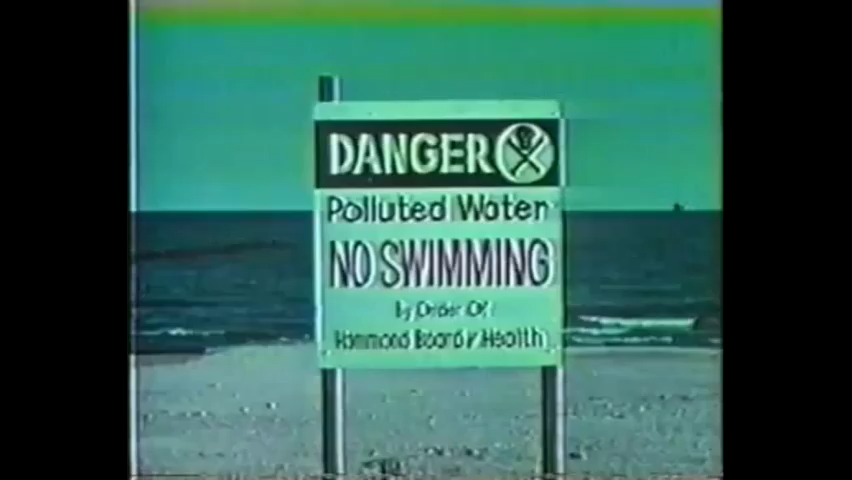 DANGER
Polluted Water
NO SWIMMING
By Order Of
Hammond Board of Health